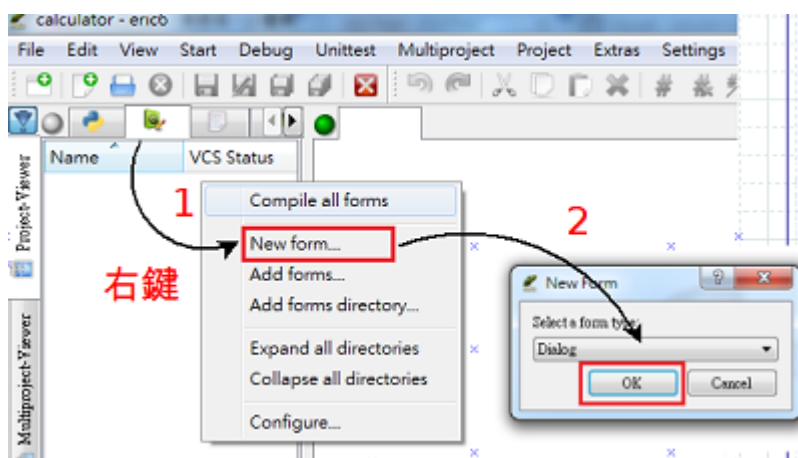 calculator - eric6
File Edit View Start Debug Unittest Multiproject Project Extras Settings
Name VCS Status
Project-Viewer
Multiproject-Viewer
1
右鍵
Compile all forms
New form...
Add forms...
Add forms directory...
Expand all directories
Collapse all directories
Configure...
2
New Form
Select a form type:
Dialog
OK Cancel